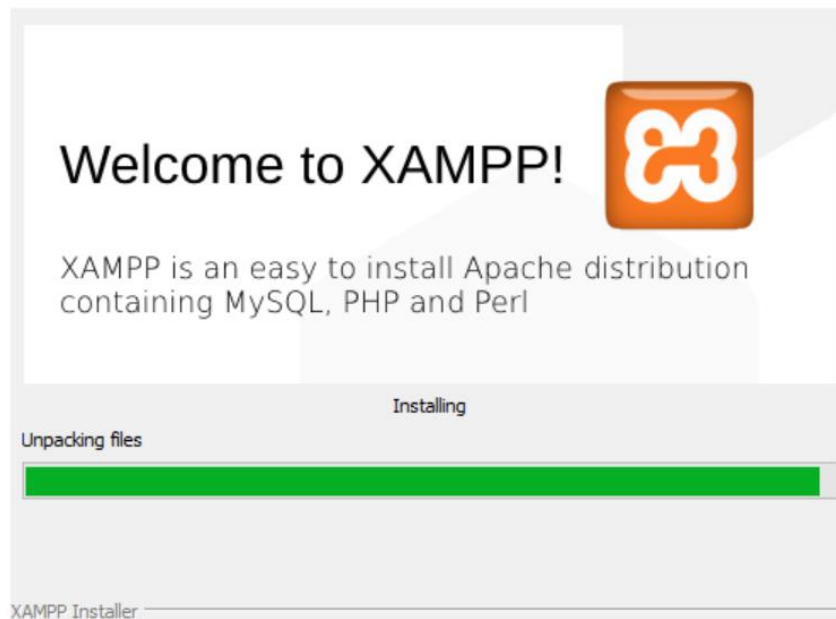 Welcome to XAMPP!
XAMPP is an easy to install Apache distribution
containing MySQL, PHP and Perl
Installing
Unpacking files
XAMPP Installer